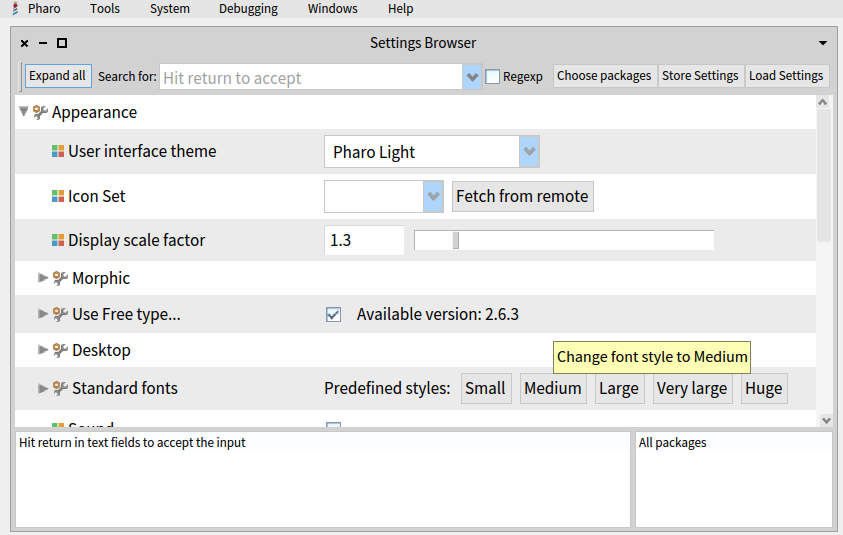 Pharo Tools System Debugging Windows Help
Settings Browser
Expand all Search for: Hit return to accept Regexp Choose packages Store Settings Load Settings
Appearance
User interface theme Pharo Light
Icon Set Fetch from remote
Display scale factor 1.3
Morphic
Use Free type... Available version: 2.6.3
Desktop
Change font style to Medium
Standard fonts Predefined styles: Small Medium Large Very large Huge
Sound
Hit return in text fields to accept the input
All packages